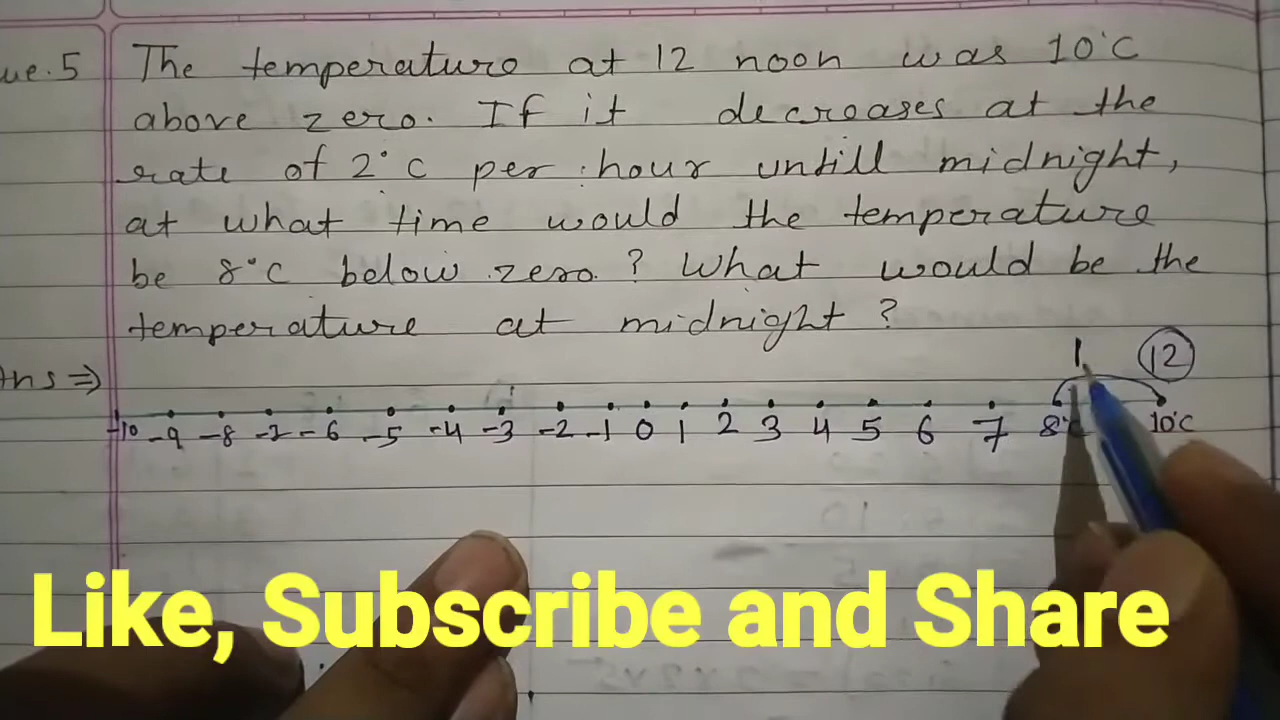 ue.5 The temperature at 12 noon was 10°C
above zero. If it decreases at the
rate of 2°C per hour untill midnight,
at what time would the temperature
be 8°C below zero? What would be the
temperature at midnight?
1 12
ns ⇒
-10 -9 -8 -7 -6 -5 -4 -3 -2 -1 0 1 2 3 4 5 6 7 8°C 10°C
Like, Subscribe and Share